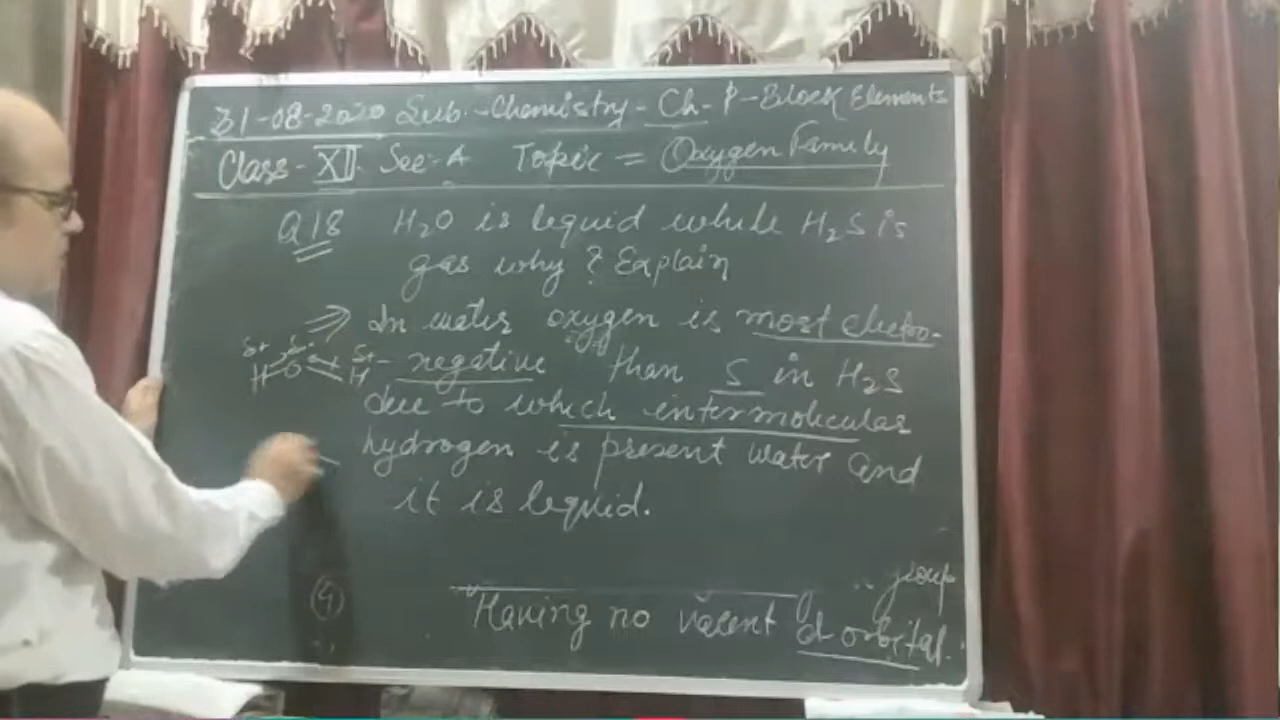 31-08-2020 Sub.-Chemistry- Ch- P-Block Elements
Class- XII Sec-A Topic = Oxygen Family
Q18 H₂O is liquid while H₂S is
gas why? Explain
⇒ In water oxygen is most electro-
- negative than S in H₂S
δ+ δ- δ+
H O H
due to which intermolecular
hydrogen is present water and
it is liquid.
group
Having no vacent d orbital.